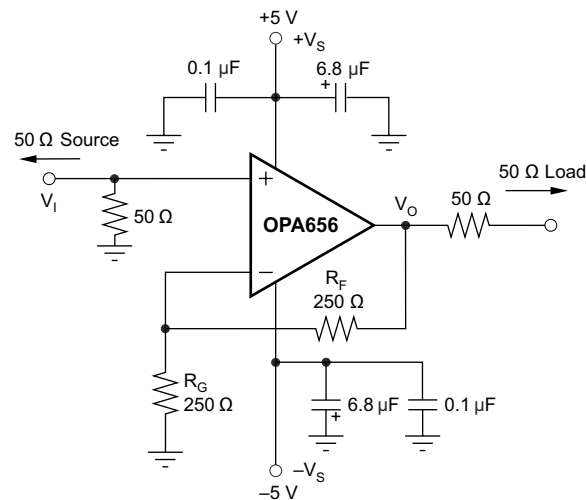 +5 V
+V_S
0.1 µF
6.8 µF
+
50 Ω Source
50 Ω Load
V_I
+
50 Ω
OPA656
V_O
50 Ω
−
R_F
250 Ω
R_G
250 Ω
6.8 µF
+
0.1 µF
−V_S
−5 V